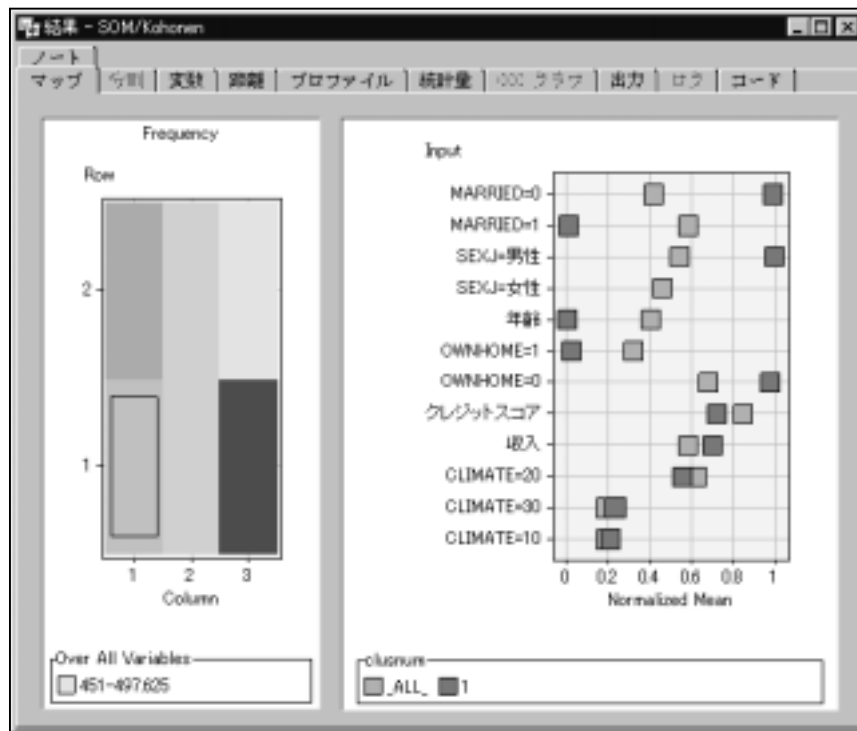 結果 - SOM/Kohonen
ノート
マップ 分割 変数 距離 プロファイル 統計量 出力 ログ コード
Frequency
Row
2
1
1 2 3
Column
Over All Variables
451-497.625
Input
MARRIED=0
MARRIED=1
SEXJ=男性
SEXJ=女性
年齢
OWNHOME=1
OWNHOME=0
クレジットスコア
収入
CLIMATE=20
CLIMATE=30
CLIMATE=10
0 0.2 0.4 0.6 0.8 1
Normalized Mean
clusnum
_ALL_ 1